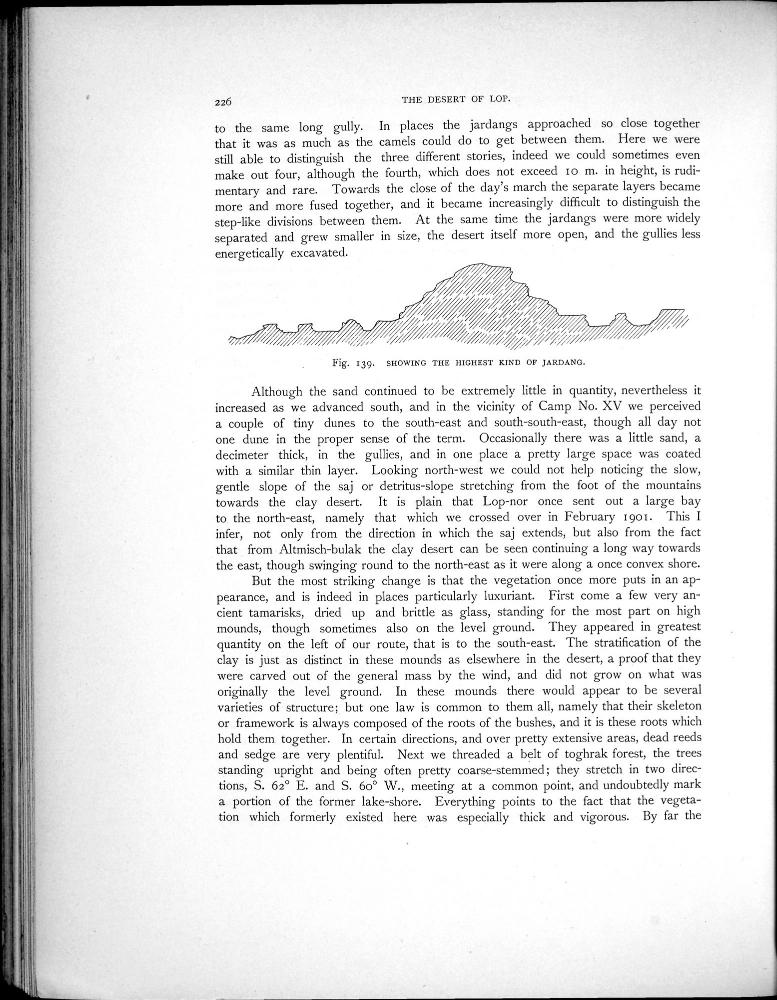 226
THE DESERT OF LOP.
to the same long gully. In places the jardangs approached so close together
that it was as much as the camels could do to get between them. Here we were
still able to distinguish the three different stories, indeed we could sometimes even
make out four, although the fourth, which does not exceed 10 m. in height, is rudi-
mentary and rare. Towards the close of the day's march the separate layers became
more and more fused together, and it became increasingly difficult to distinguish the
step-like divisions between them. At the same time the jardangs were more widely
separated and grew smaller in size, the desert itself more open, and the gullies less
energetically excavated.
Fig. 139. SHOWING THE HIGHEST KIND OF JARDANG.
Although the sand continued to be extremely little in quantity, nevertheless it
increased as we advanced south, and in the vicinity of Camp No. XV we perceived
a couple of tiny dunes to the south-east and south-south-east, though all day not
one dune in the proper sense of the term. Occasionally there was a little sand, a
decimeter thick, in the gullies, and in one place a pretty large space was coated
with a similar thin layer. Looking north-west we could not help noticing the slow,
gentle slope of the saj or detritus-slope stretching from the foot of the mountains
towards the clay desert. It is plain that Lop-nor once sent out a large bay
to the north-east, namely that which we crossed over in February 1901. This I
infer, not only from the direction in which the saj extends, but also from the fact
that from Altmisch-bulak the clay desert can be seen continuing a long way towards
the east, though swinging round to the north-east as it were along a once convex shore.
But the most striking change is that the vegetation once more puts in an ap-
pearance, and is indeed in places particularly luxuriant. First come a few very an-
cient tamarisks, dried up and brittle as glass, standing for the most part on high
mounds, though sometimes also on the level ground. They appeared in greatest
quantity on the left of our route, that is to the south-east. The stratification of the
clay is just as distinct in these mounds as elsewhere in the desert, a proof that they
were carved out of the general mass by the wind, and did not grow on what was
originally the level ground. In these mounds there would appear to be several
varieties of structure; but one law is common to them all, namely that their skeleton
or framework is always composed of the roots of the bushes, and it is these roots which
hold them together. In certain directions, and over pretty extensive areas, dead reeds
and sedge are very plentiful. Next we threaded a belt of toghrak forest, the trees
standing upright and being often pretty coarse-stemmed; they stretch in two direc-
tions, S. 62° E. and S. 60° W., meeting at a common point, and undoubtedly mark
a portion of the former lake-shore. Everything points to the fact that the vegeta-
tion which formerly existed here was especially thick and vigorous. By far the